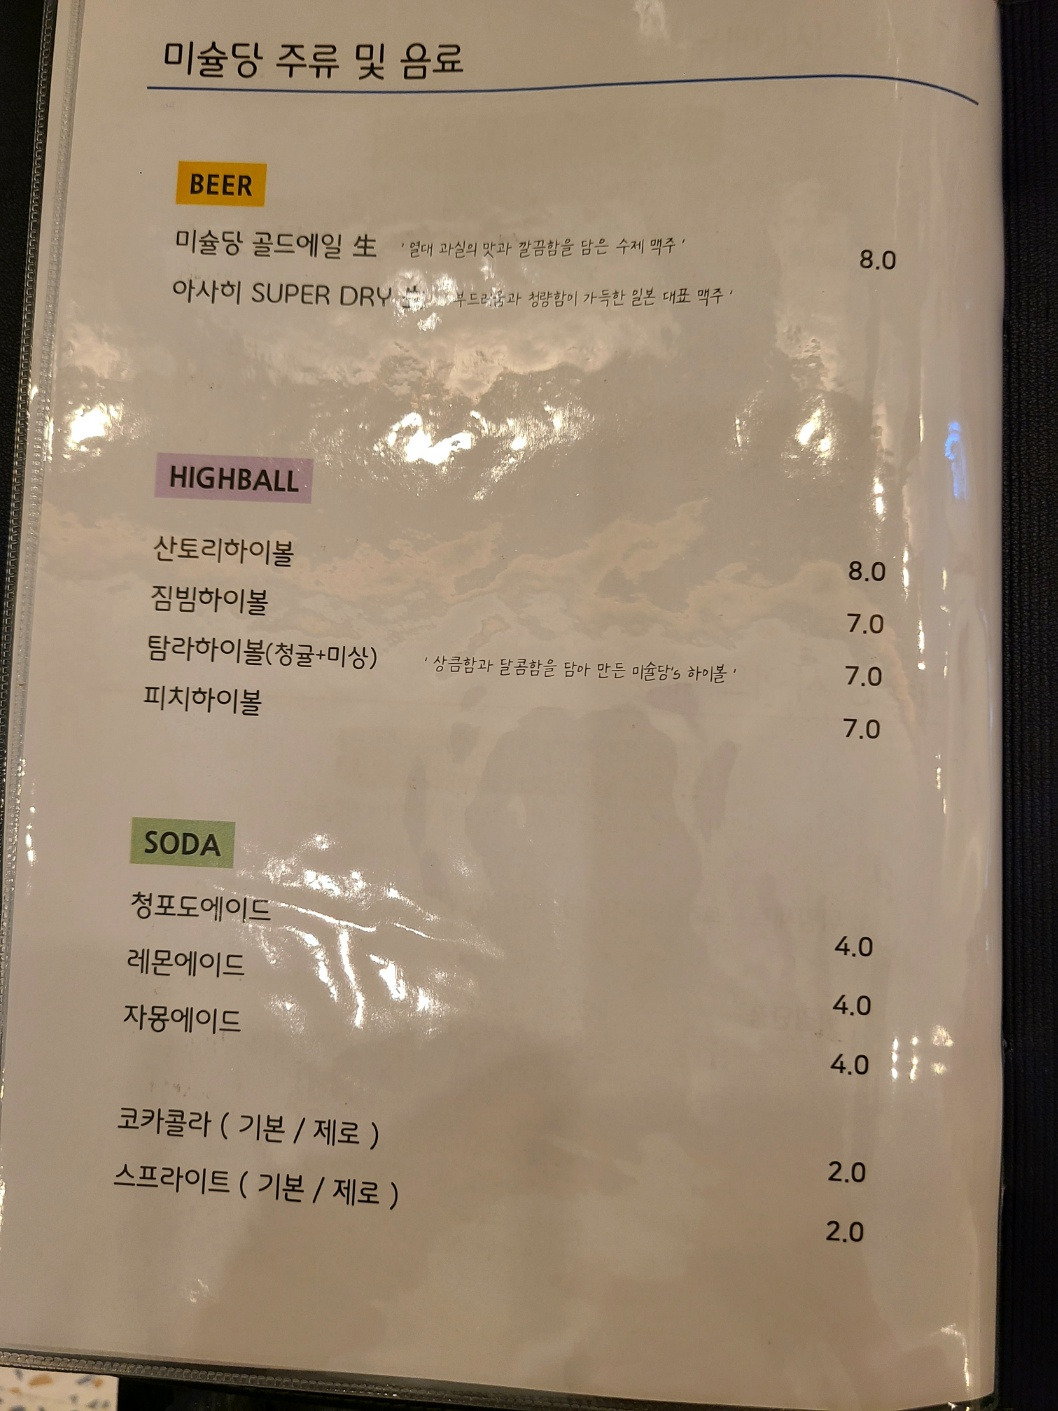 미슐당 주류 및 음료
BEER
미슐당 골드에일 生 '열대 과실의 맛과 깔끔함을 담은 수제 맥주' 8.0
아사히 SUPER DRY '부드러움과 청량함이 가득한 일본 대표 맥주'
HIGHBALL
산토리하이볼 8.0
짐빔하이볼 7.0
탐라하이볼(청귤+미상) '상큼함과 달콤함을 담아 만든 미슐당's 하이볼' 7.0
피치하이볼 7.0
SODA
청포도에이드 4.0
레몬에이드 4.0
자몽에이드 4.0
코카콜라 ( 기본 / 제로 ) 2.0
스프라이트 ( 기본 / 제로 ) 2.0